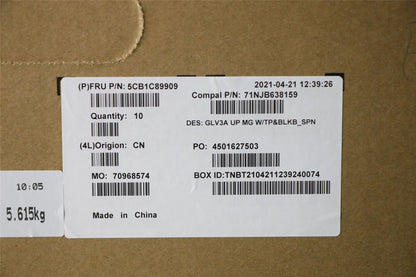 (P)FRU P/N: 5CB1C89909
2021-04-21 12:39:26
Compal P/N: 71NJB638159
Quantity: 10
DES: GLV3A UP MG W/TP&BLKB_SPN
(4L)Origion: CN
PO: 4501627503
MO: 70968574
BOX ID:TNBT2104211239240074
Made in China
10:05
5.615kg